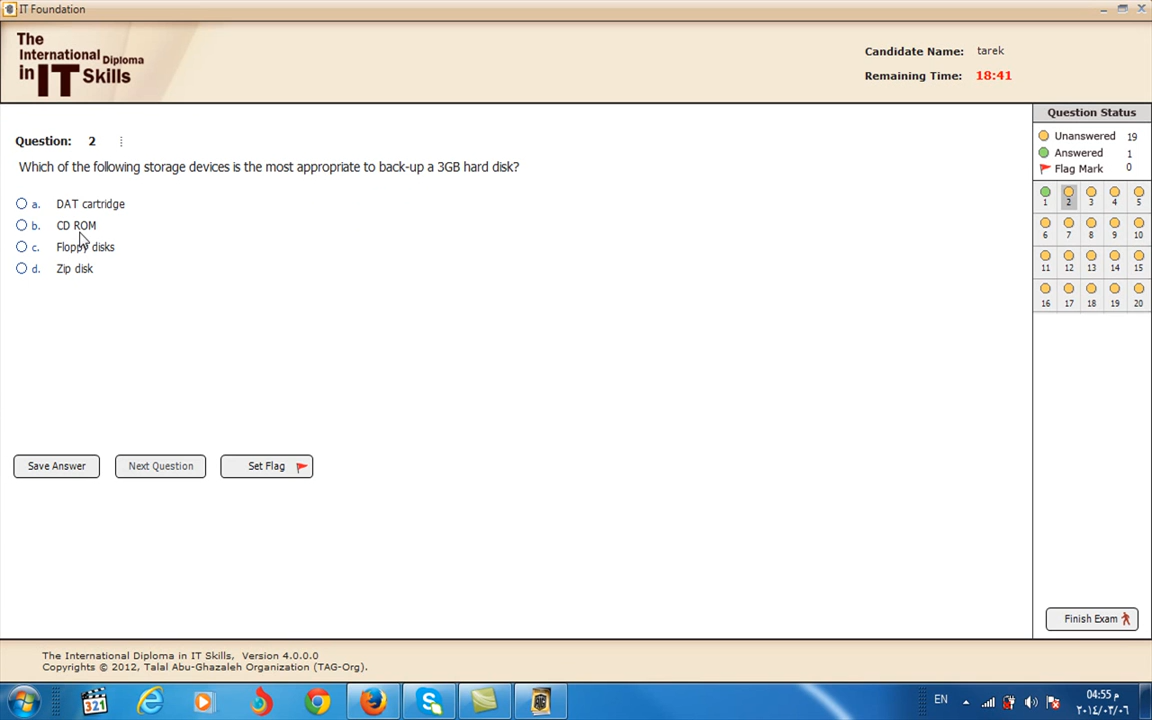 IT Foundation
The
International Diploma
in IT Skills
Candidate Name: tarek
Remaining Time: 18:41
Question: 2
Which of the following storage devices is the most appropriate to back-up a 3GB hard disk?
a. DAT cartridge
b. CD ROM
c. Floppy disks
d. Zip disk
Save Answer Next Question Set Flag
Question Status
Unanswered 19
Answered 1
Flag Mark 0
1 2 3 4 5
6 7 8 9 10
11 12 13 14 15
16 17 18 19 20
Finish Exam
The International Diploma in IT Skills, Version 4.0.0.0
Copyrights © 2012, Talal Abu-Ghazaleh Organization (TAG-Org).
321
EN
04:55 م
٢٠١٤/٠٣/٠٦